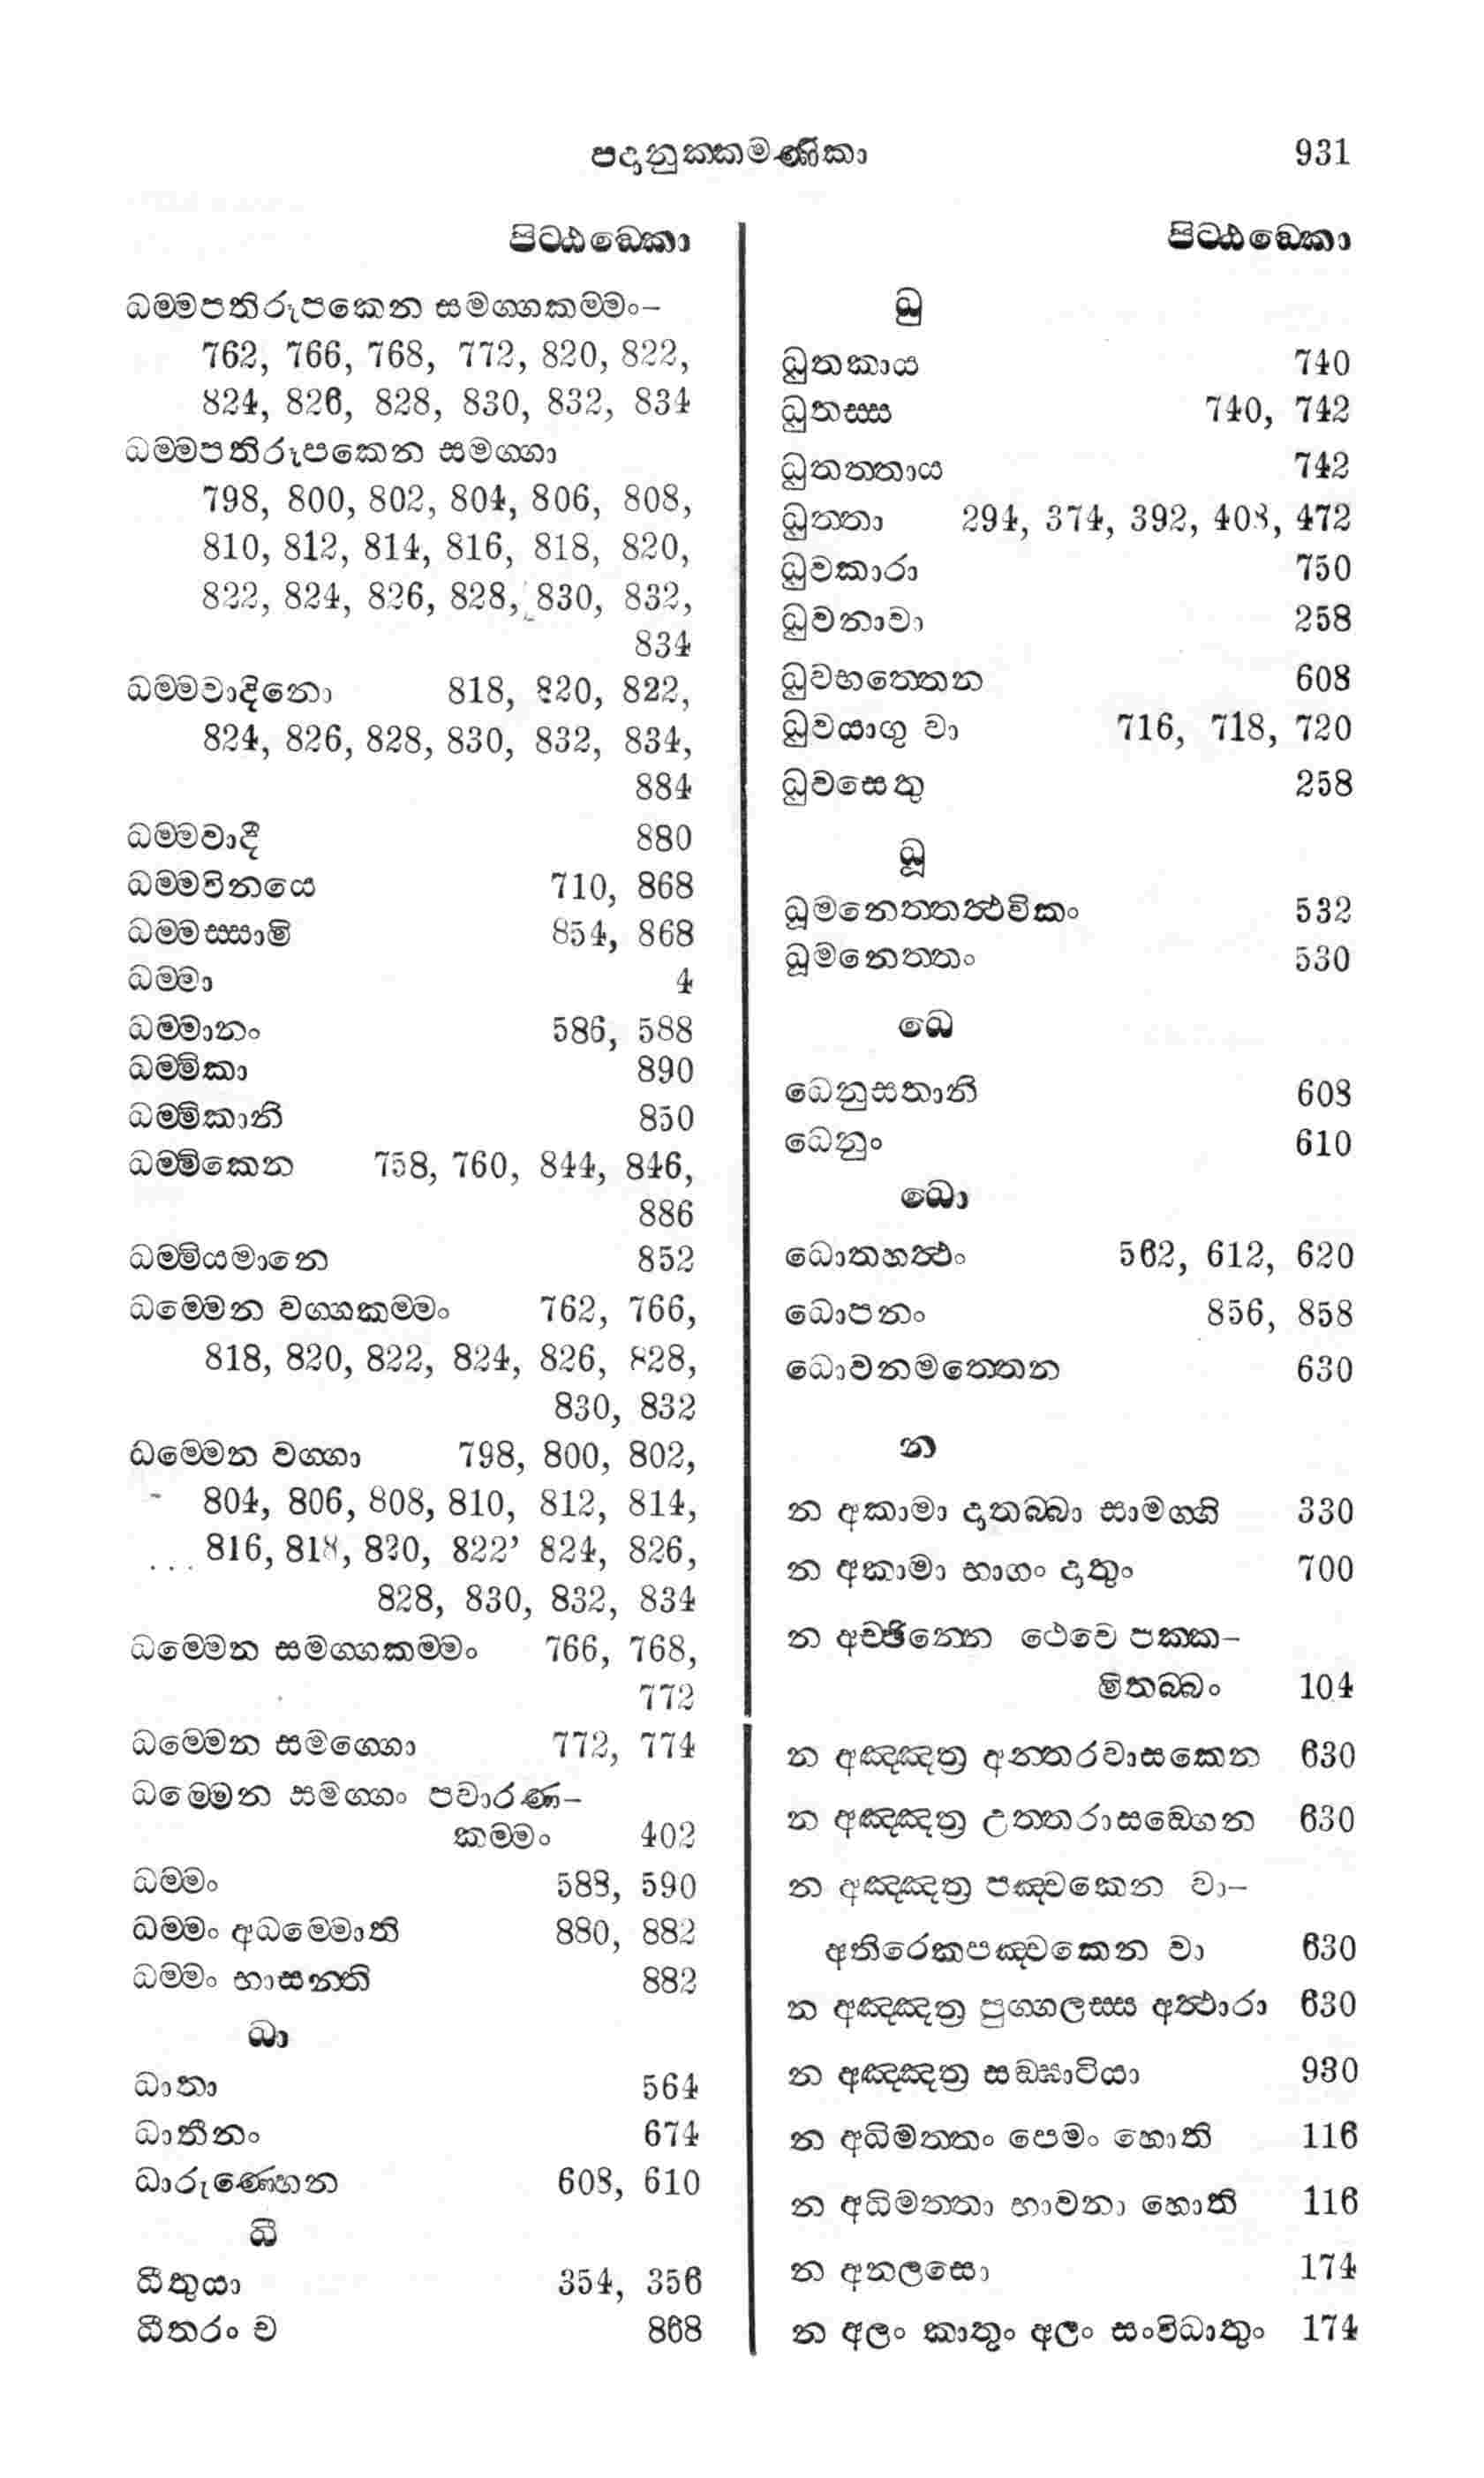 පදානුක්කමණිකා 931
පිට්ඨඞ්කො
ධම්මපතිරූපකෙන සමග්ගකම්මං-
762, 766, 768, 772, 820, 822,
824, 826, 828, 830, 832, 834
ධම්මපතිරූපකෙන සමග්ගා
798, 800, 802, 804, 806, 808,
810, 812, 814, 816, 818, 820,
822, 824, 826, 828, 830, 832,
834
ධම්මවාදිනො 818, 820, 822,
824, 826, 828, 830, 832, 834,
884
ධම්මවාදී 880
ධම්මවිනයෙ 710, 868
ධම්මස්සාමි 854, 868
ධම්මා 4
ධම්මානං 586, 588
ධම්මිකා 890
ධම්මිකානි 850
ධම්මිකෙන 758, 760, 844, 846,
886
ධම්මියමානෙ 852
ධම්මෙන වග්ගකම්මං 762, 766,
818, 820, 822, 824, 826, 828,
830, 832
ධම්මෙන වග්ගා 798, 800, 802,
804, 806, 808, 810, 812, 814,
816, 818, 820, 822’ 824, 826,
828, 830, 832, 834
ධම්මෙන සමග්ගකම්මං 766, 768,
772
ධම්මෙන සමග්ගො 772, 774
ධම්මෙන සමග්ගං පවාරණ-
කම්මං 402
ධම්මං 588, 590
ධම්මං අධම්මොති 880, 882
ධම්මං භාසන්ති 882
ධා
ධාතා 564
ධාතීනං 674
ධාරුණ්හෙන 608, 610
ධී
ධීතුයා 354, 356
ධීතරං ච 868
පිට්ඨඞ්කො
ධු
ධුතකාය 740
ධුතස්ස 740, 742
ධුතත්තාය 742
ධුත්තා 294, 374, 392, 408, 472
ධුවකාරා 750
ධුවනාවා 258
ධුවභත්තෙන 608
ධුවයාගු වා 716, 718, 720
ධුවසෙතු 258
ධූ
ධූමනෙත්තත්ථවිකං 532
ධූමනෙත්තං 530
ධෙ
ධෙනුසතානි 608
ධෙනුං 610
ධො
ධොතහත්ථං 562, 612, 620
ධොපනං 856, 858
ධොවනමත්තෙන 630
න
න අකාමා දාතබ්බා සාමග්ගි 330
න අකාමා භාගං දාතුං 700
න අච්ඡින්නෙ ථෙවෙ පක්ක-
මිතබ්බං 104
න අඤ්ඤත්‍ර අන්තරවාසකෙන 630
න අඤ්ඤත්‍ර උත්තරාසඞ්ගෙන 630
න අඤ්ඤත්‍ර පඤ්චකෙන වා-
අතිරෙකපඤ්චකෙන වා 630
න අඤ්ඤත්‍ර පුග්ගලස්ස අත්ථාරා 630
න අඤ්ඤත්‍ර සඞ්ඝාටියා 930
න අධිමත්තං පෙමං හොති 116
න අධිමත්තා භාවනා හොති 116
න අනලසො 174
න අලං කාතුං අලං සංවිධාතුං 174